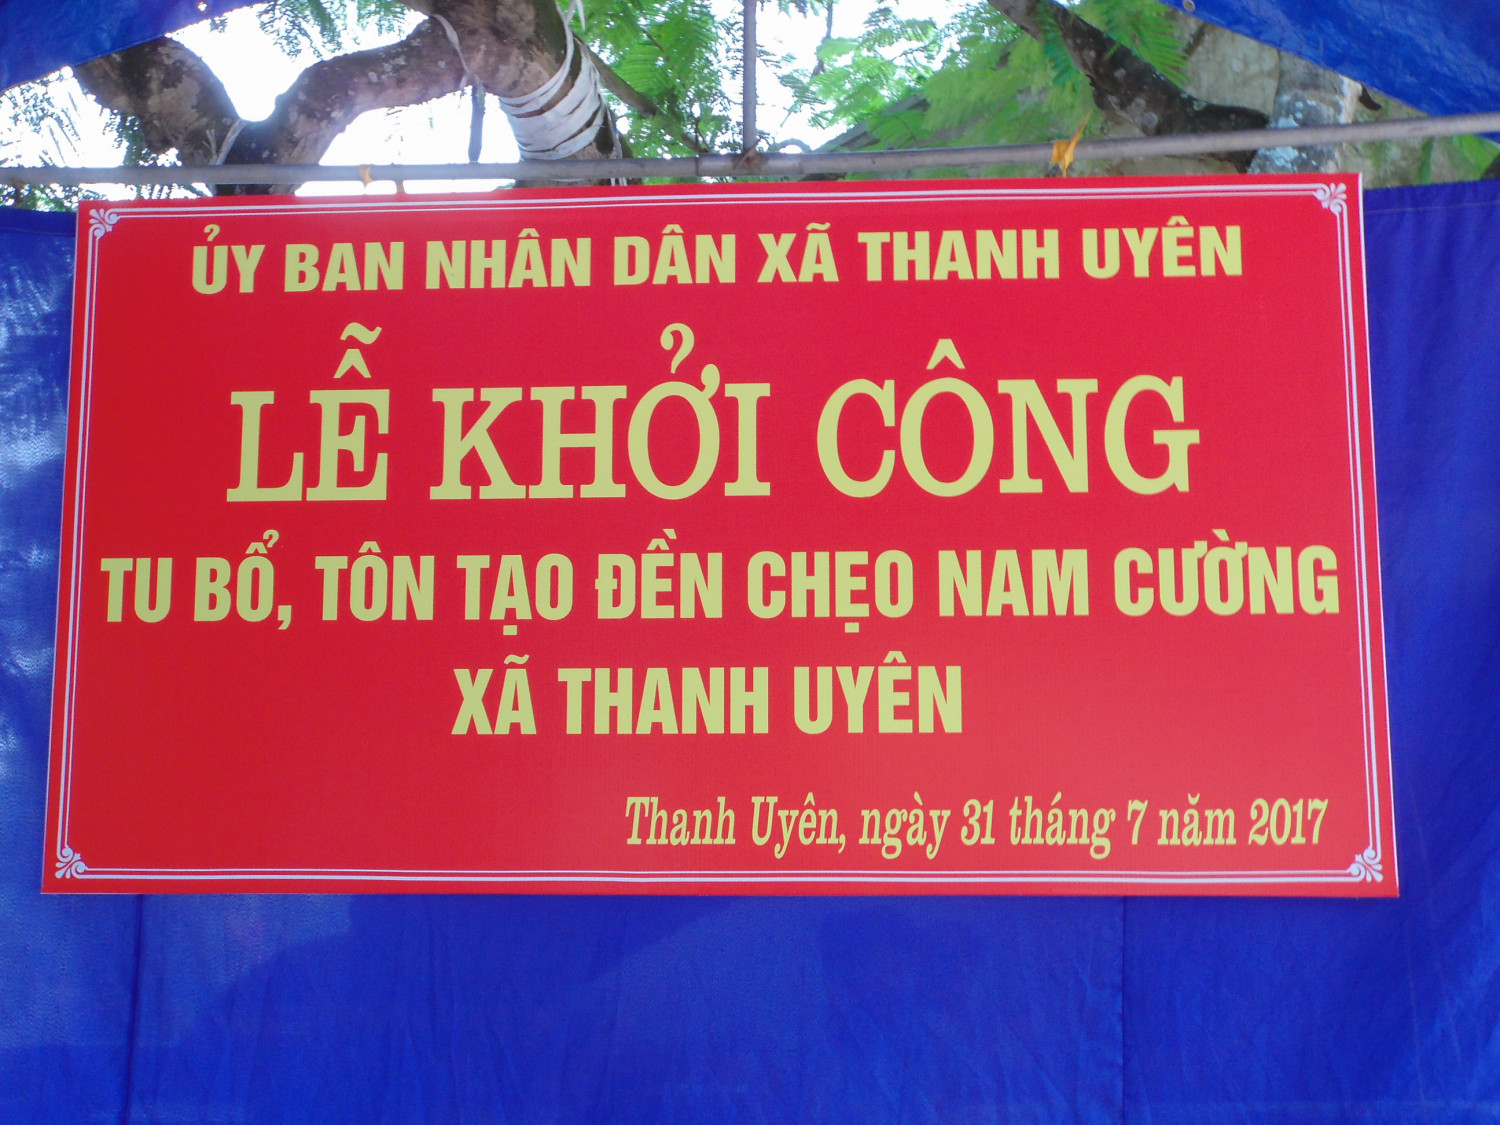 ỦY BAN NHÂN DÂN XÃ THANH UYÊN
LỄ KHỞI CÔNG
TU BỔ, TÔN TẠO ĐỀN CHẸO NAM CƯỜNG
XÃ THANH UYÊN
Thanh Uyên, ngày 31 tháng 7 năm 2017